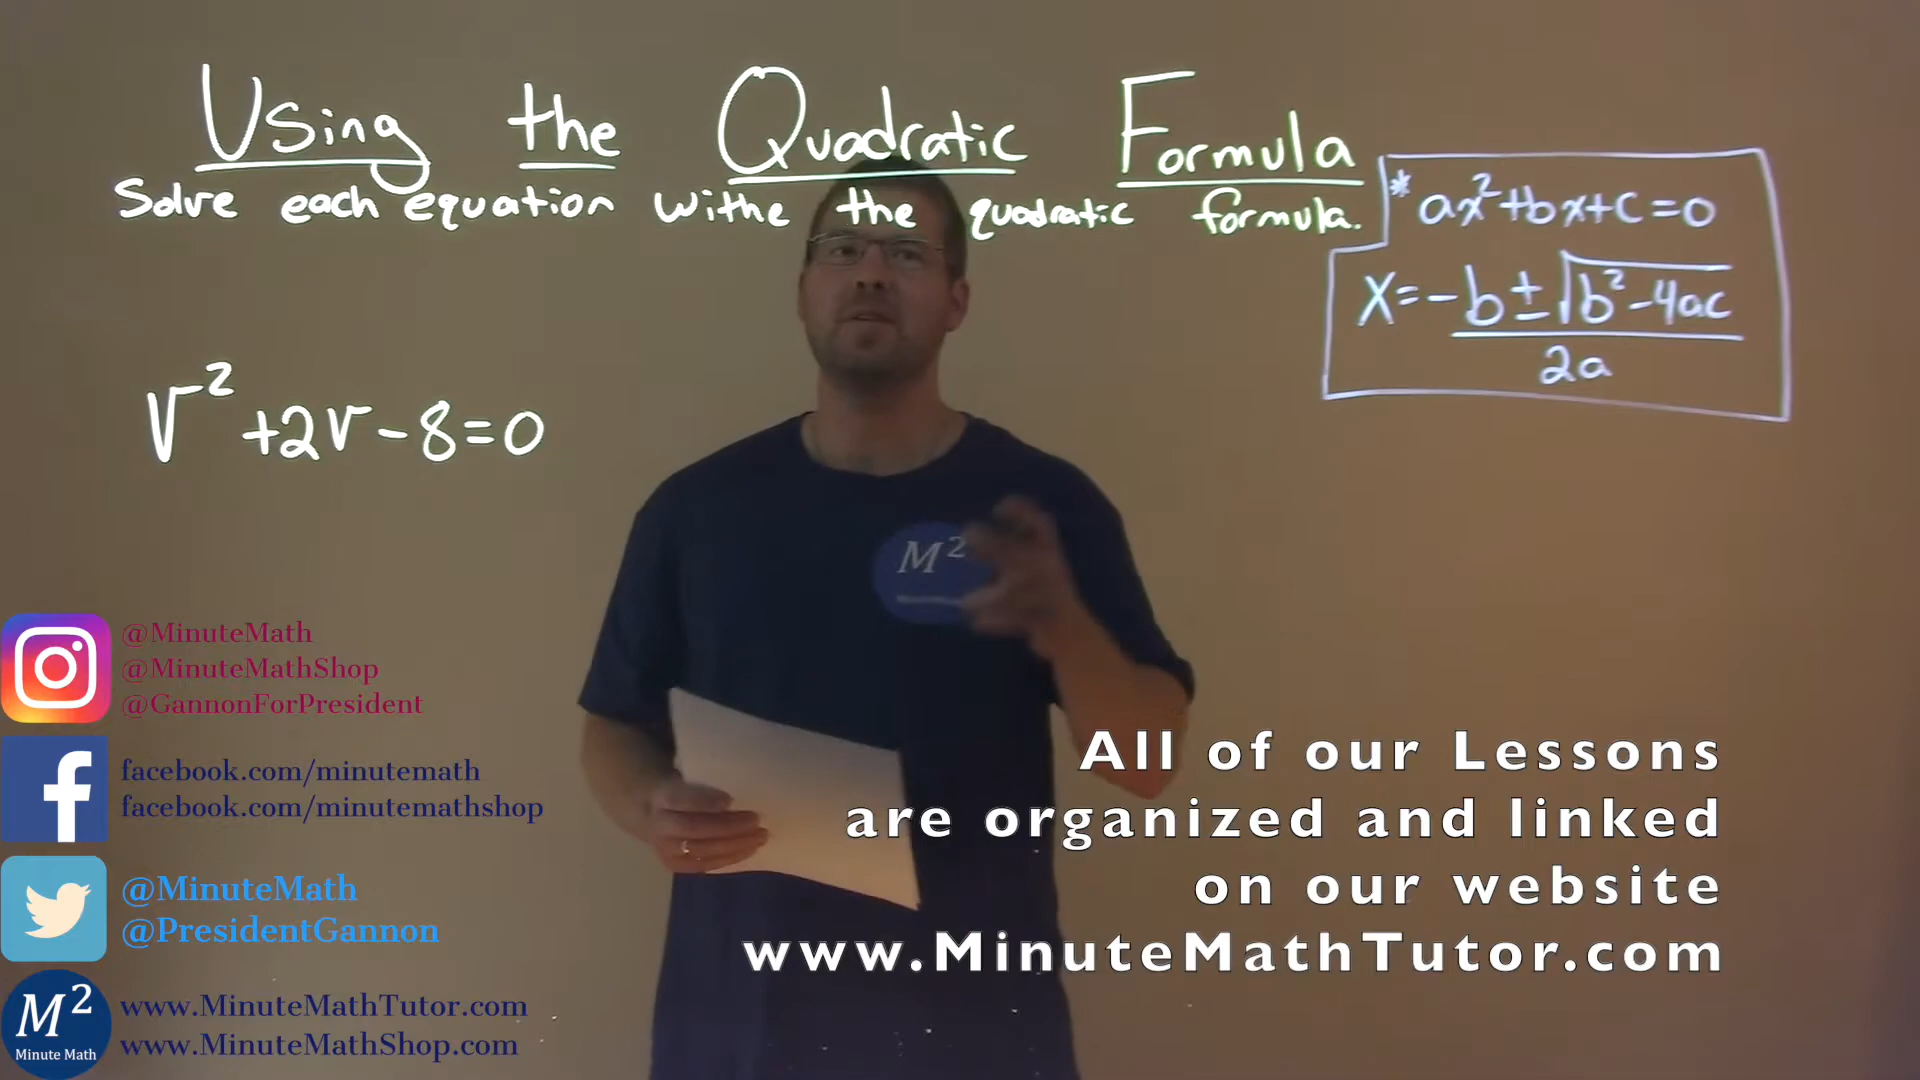 Using the Quadratic Formula
Solve each equation withe the quadratic formula.
*ax²+bx+c=0
x=-b±√b²-4ac
2a
v²+2v-8=0
M²
@MinuteMath
@MinuteMathShop
@GannonForPresident
facebook.com/minutemath
facebook.com/minutemathshop
@MinuteMath
@PresidentGannon
M²
Minute Math
www.MinuteMathTutor.com
www.MinuteMathShop.com
All of our Lessons
are organized and linked
on our website
www.MinuteMathTutor.com